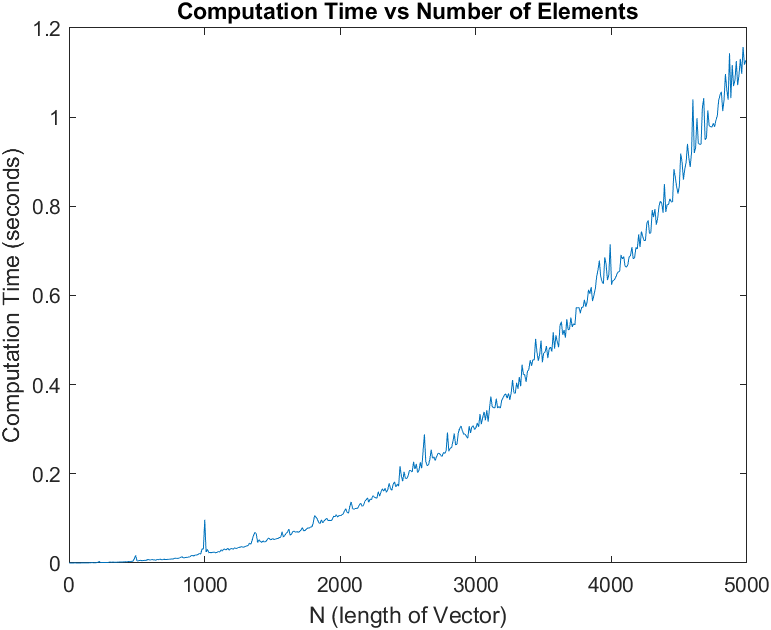 Computation Time vs Number of Elements
Computation Time (seconds)
1.2
1
0.8
0.6
0.4
0.2
0
0 1000 2000 3000 4000 5000
N (length of Vector)